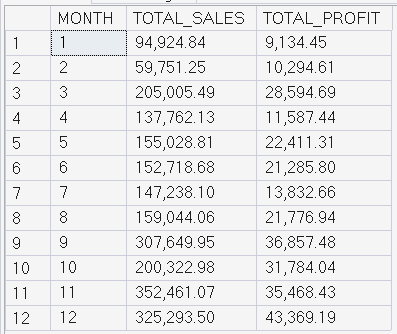 MONTH TOTAL_SALES TOTAL_PROFIT
1 1 94,924.84 9,134.45
2 2 59,751.25 10,294.61
3 3 205,005.49 28,594.69
4 4 137,762.13 11,587.44
5 5 155,028.81 22,411.31
6 6 152,718.68 21,285.80
7 7 147,238.10 13,832.66
8 8 159,044.06 21,776.94
9 9 307,649.95 36,857.48
10 10 200,322.98 31,784.04
11 11 352,461.07 35,468.43
12 12 325,293.50 43,369.19